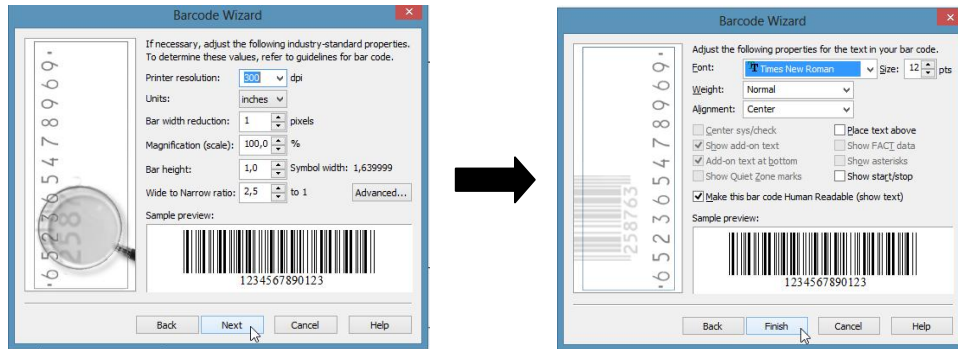 Barcode Wizard
If necessary, adjust the following industry-standard properties.
To determine these values, refer to guidelines for bar code.
Printer resolution: 300 dpi
Units: inches
Bar width reduction: 1 pixels
Magnification (scale): 100,0 %
Bar height: 1,0 Symbol width: 1,639999
Wide to Narrow ratio: 2,5 to 1 Advanced...
Sample preview:
1234567890123
Back Next Cancel Help
Barcode Wizard
Adjust the following properties for the text in your bar code.
Font: Times New Roman Size: 12 pts
Weight: Normal
Alignment: Center
Center sys/check Place text above
Show add-on text Show FACT data
Add-on text at bottom Show asterisks
Show Quiet Zone marks Show start/stop
Make this bar code Human Readable (show text)
Sample preview:
1234567890123
Back Finish Cancel Help
258763